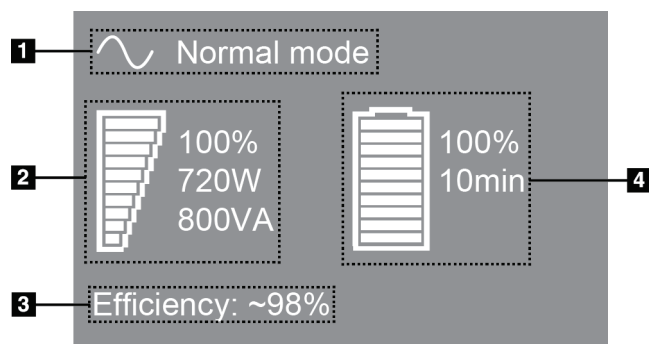 1
Normal mode
2
100%
720W
800VA
100%
10min
4
3
Efficiency: ~98%